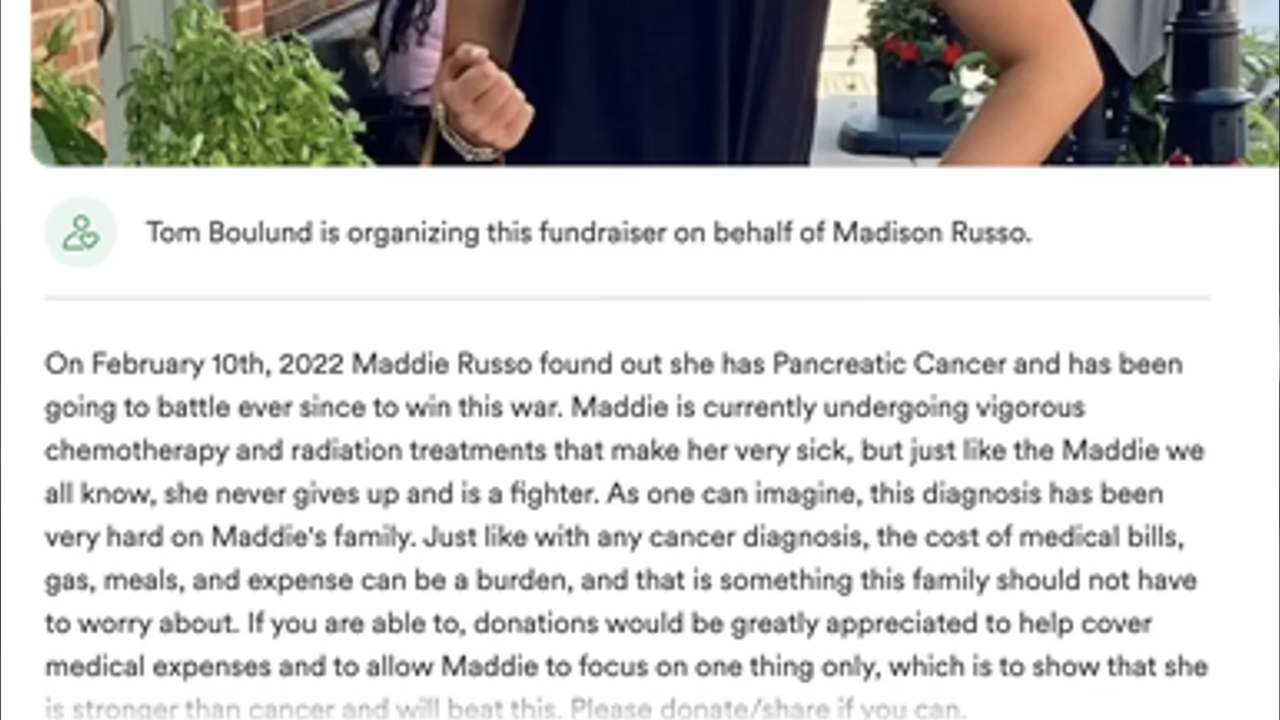 Tom Boulund is organizing this fundraiser on behalf of Madison Russo.
On February 10th, 2022 Maddie Russo found out she has Pancreatic Cancer and has been
going to battle ever since to win this war. Maddie is currently undergoing vigorous
chemotherapy and radiation treatments that make her very sick, but just like the Maddie we
all know, she never gives up and is a fighter. As one can imagine, this diagnosis has been
very hard on Maddie's family. Just like with any cancer diagnosis, the cost of medical bills,
gas, meals, and expense can be a burden, and that is something this family should not have
to worry about. If you are able to, donations would be greatly appreciated to help cover
medical expenses and to allow Maddie to focus on one thing only, which is to show that she
is stronger than cancer and will beat this. Please donate/share if you can.